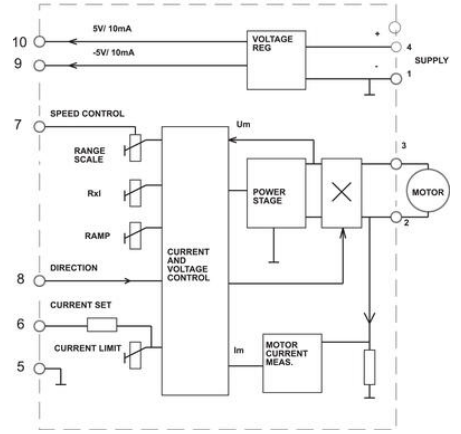 10
5V/ 10mA
9
-5V/ 10mA
VOLTAGE
REG
+
4
SUPPLY
-
1
7
SPEED CONTROL
RANGE
SCALE
RxI
RAMP
8
DIRECTION
6
CURRENT SET
CURRENT LIMIT
5
CURRENT
AND
VOLTAGE
CONTROL
Um
POWER
STAGE
3
MOTOR
2
Im
MOTOR
CURRENT
MEAS.